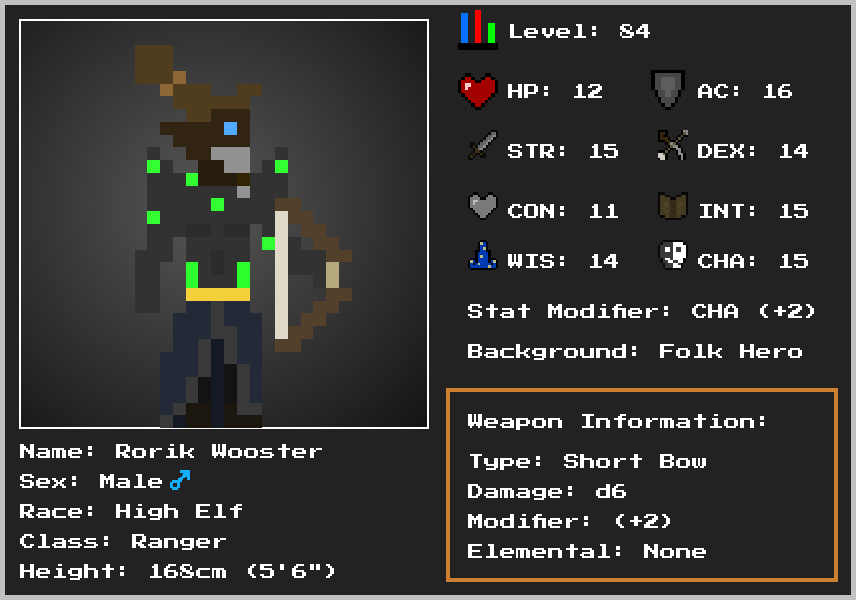 Level: 84
HP: 12
AC: 16
STR: 15
DEX: 14
CON: 11
INT: 15
WIS: 14
CHA: 15
Stat Modifier: CHA (+2)
Background: Folk Hero
Weapon Information:
Type: Short Bow
Damage: d6
Modifier: (+2)
Elemental: None
Name: Rorik Wooster
Sex: Male♂
Race: High Elf
Class: Ranger
Height: 168cm (5'6")